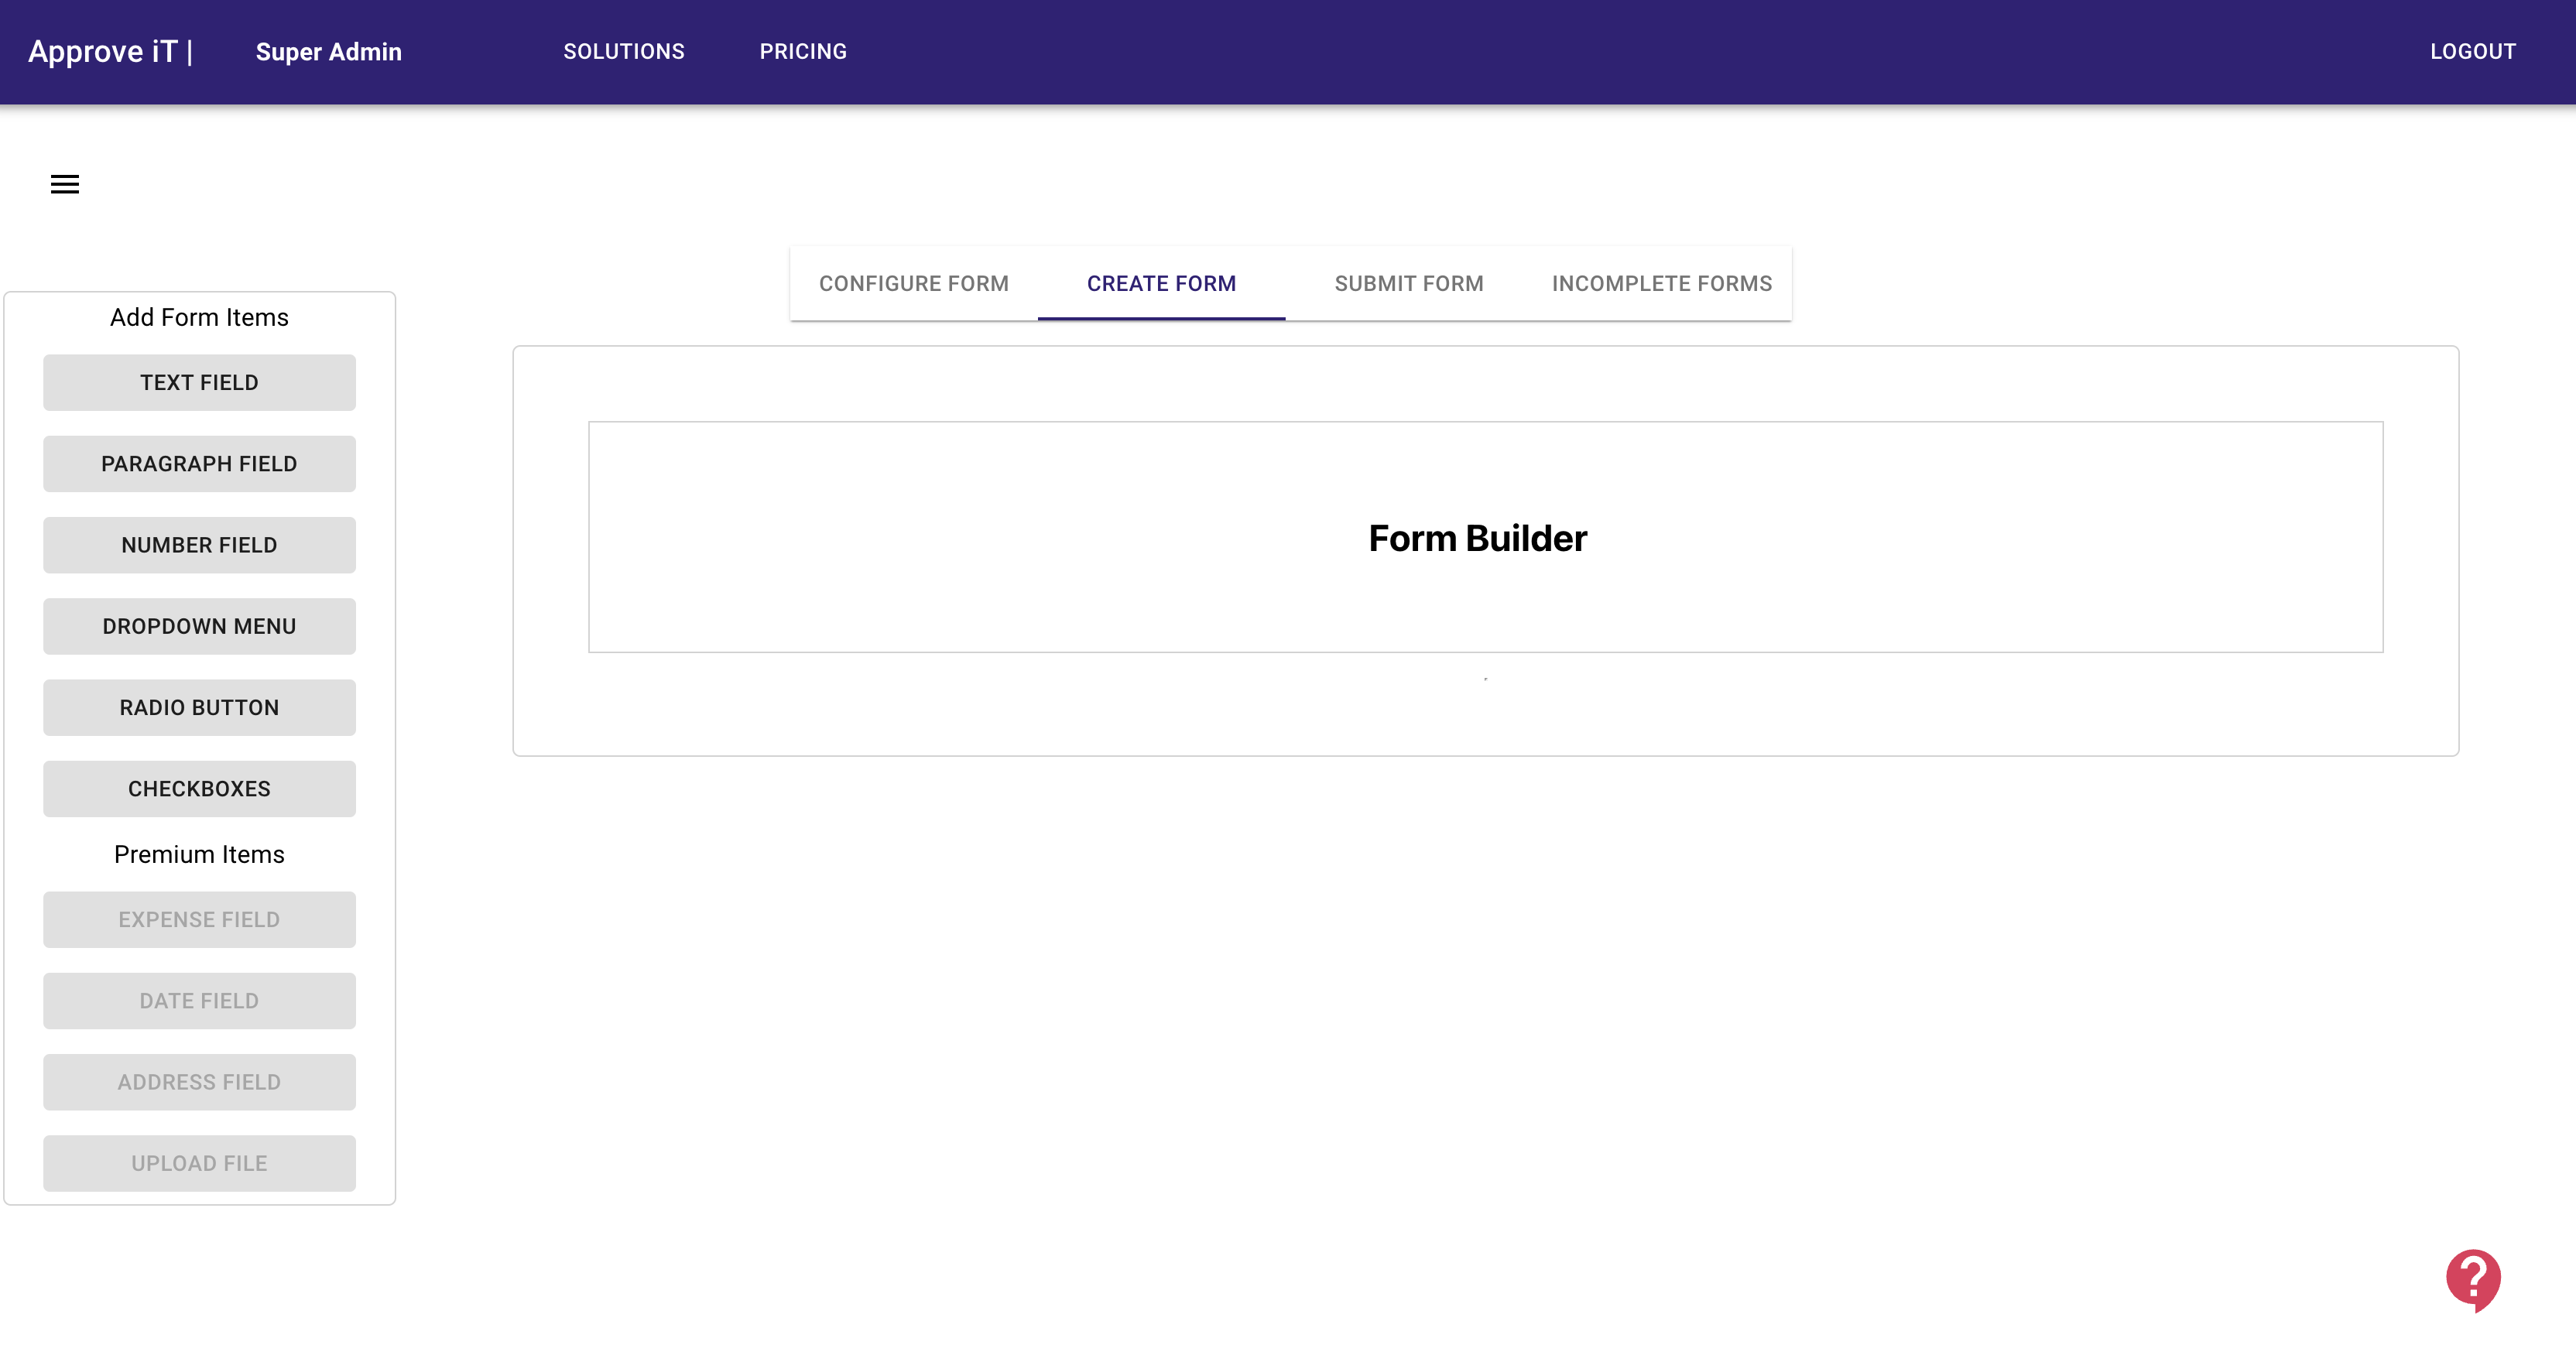 Approve iT | Super Admin SOLUTIONS PRICING LOGOUT
CONFIGURE FORM CREATE FORM SUBMIT FORM INCOMPLETE FORMS
Add Form Items
TEXT FIELD
PARAGRAPH FIELD
NUMBER FIELD
DROPDOWN MENU
RADIO BUTTON
CHECKBOXES
Premium Items
EXPENSE FIELD
DATE FIELD
ADDRESS FIELD
UPLOAD FILE
Form Builder
?